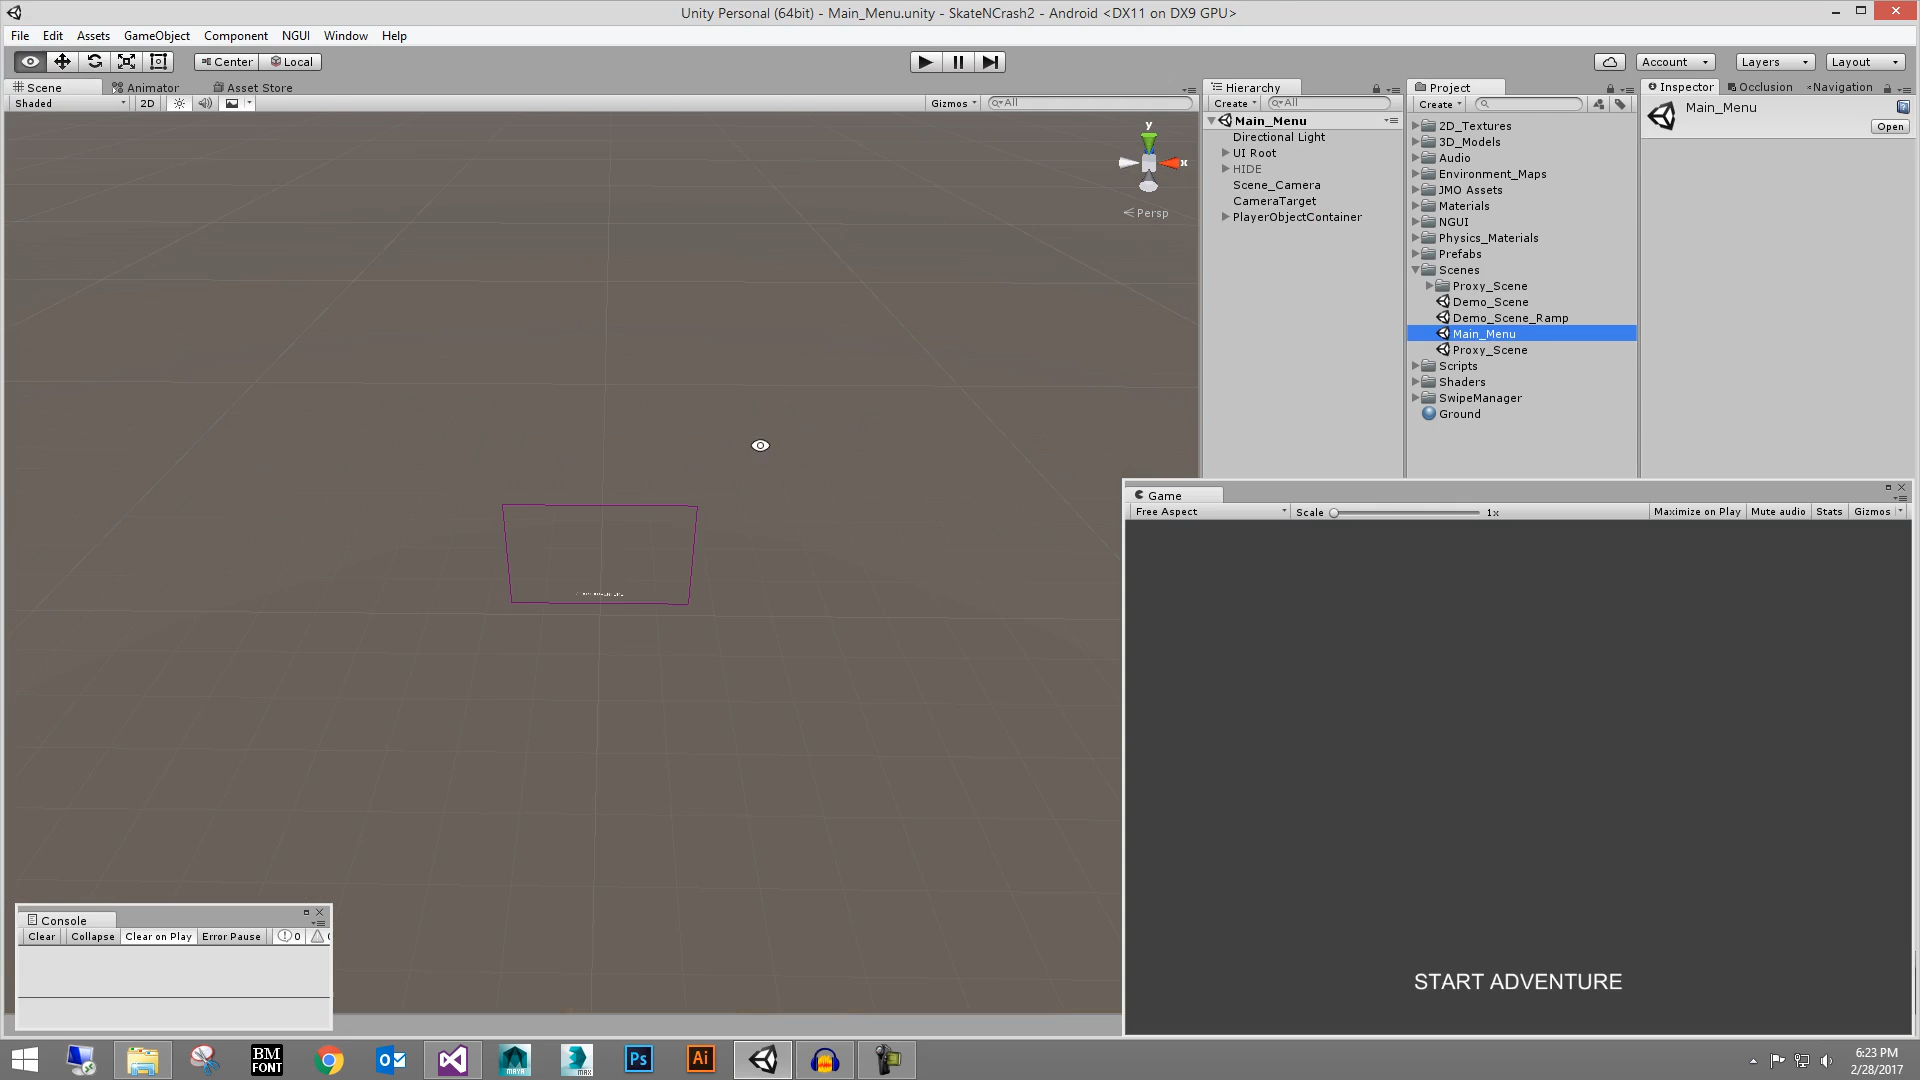 Unity Personal (64bit) - Main_Menu.unity - SkateNCrash2 - Android <DX11 on DX9 GPU>
File Edit Assets GameObject Component NGUI Window Help
Center Local
Account Layers Layout
Scene Animator Asset Store
Shaded 2D Gizmos All
y
x
Persp
Hierarchy
Create All
Main_Menu
Directional Light
UI Root
HIDE
Scene_Camera
CameraTarget
PlayerObjectContainer
Project
Create
2D_Textures
3D_Models
Audio
Environment_Maps
JMO Assets
Materials
NGUI
Physics_Materials
Prefabs
Scenes
Proxy_Scene
Demo_Scene
Demo_Scene_Ramp
Main_Menu
Proxy_Scene
Scripts
Shaders
SwipeManager
Ground
Inspector Occlusion Navigation
Main_Menu
Open
Game
Free Aspect Scale 1x Maximize on Play Mute audio Stats Gizmos
START ADVENTURE
Console
Clear Collapse Clear on Play Error Pause 0
BM
FONT
MAYA
MAX
Ps
Ai
6:23 PM
2/28/2017